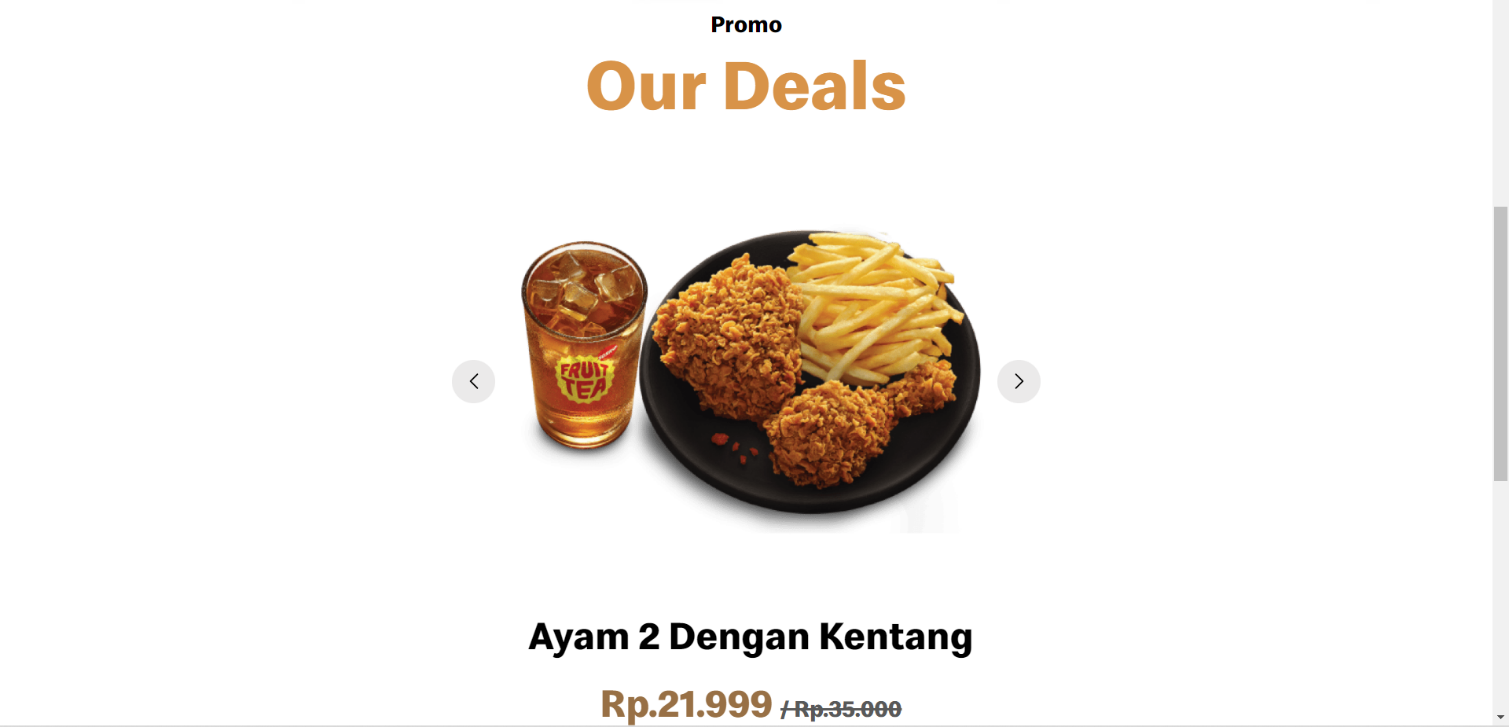 Promo
Our Deals
FRUIT
TEA
Ayam 2 Dengan Kentang
Rp.21.999 / Rp.35.000